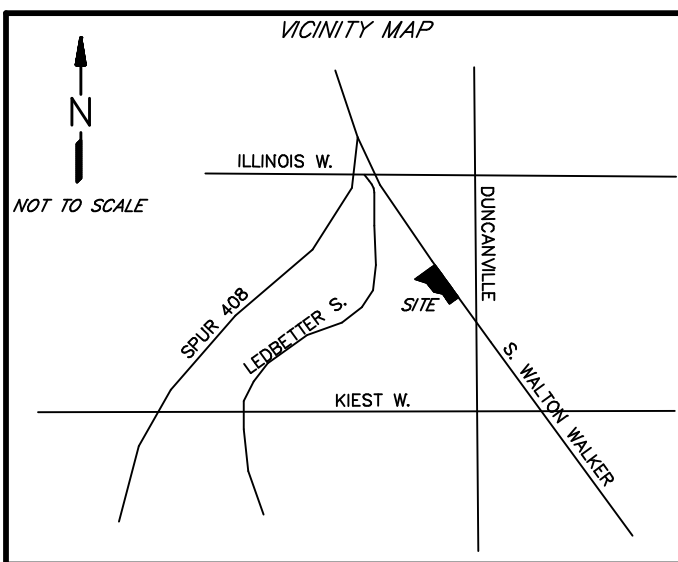 VICINITY MAP
N
NOT TO SCALE
ILLINOIS W.
DUNCANVILLE
SPUR 408
LEDBETTER S.
SITE
S. WALTON WALKER
KIEST W.